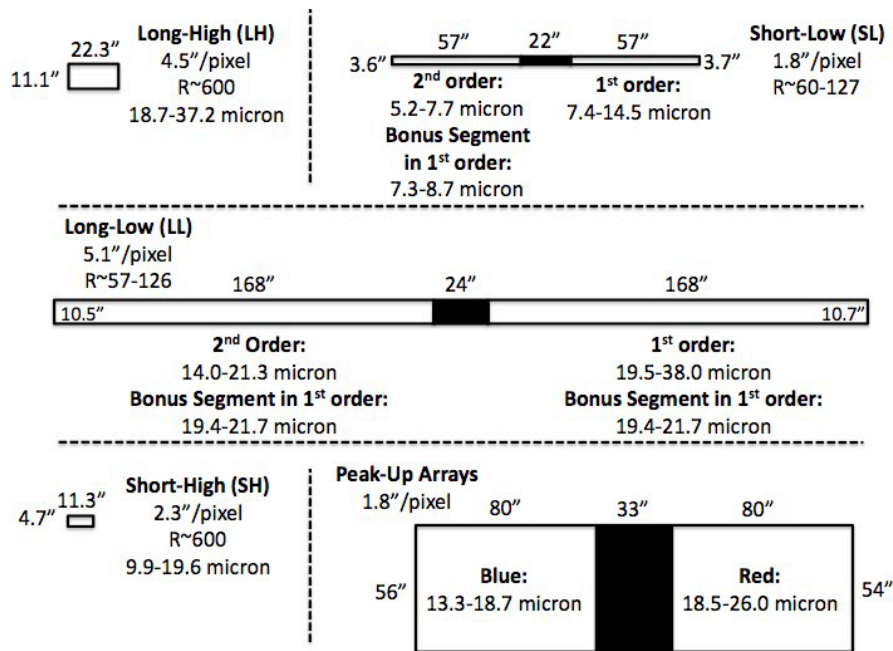 Long-High (LH)
22.3”
4.5”/pixel
11.1”
R~600
18.7-37.2 micron
57” 22” 57”
Short-Low (SL)
3.6”
3.7”
1.8”/pixel
R~60-127
2nd order:
5.2-7.7 micron
Bonus Segment
in 1st order:
7.3-8.7 micron
1st order:
7.4-14.5 micron
Long-Low (LL)
5.1”/pixel
R~57-126
168” 24” 168”
10.5” 10.7”
2nd Order:
14.0-21.3 micron
Bonus Segment in 1st order:
19.4-21.7 micron
1st order:
19.5-38.0 micron
Bonus Segment in 1st order:
19.4-21.7 micron
Short-High (SH)
11.3”
2.3”/pixel
4.7”
R~600
9.9-19.6 micron
Peak-Up Arrays
1.8”/pixel
80” 33” 80”
56”
Blue:
13.3-18.7 micron
Red:
18.5-26.0 micron
54”